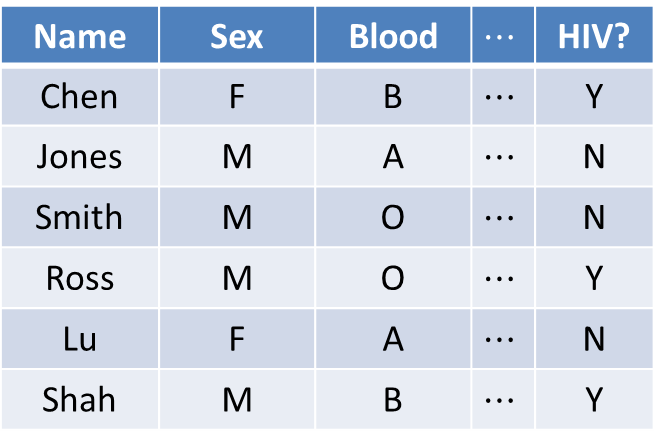 Name Sex Blood ... HIV?
Chen F B ... Y
Jones M A ... N
Smith M O ... N
Ross M O ... Y
Lu F A ... N
Shah M B ... Y